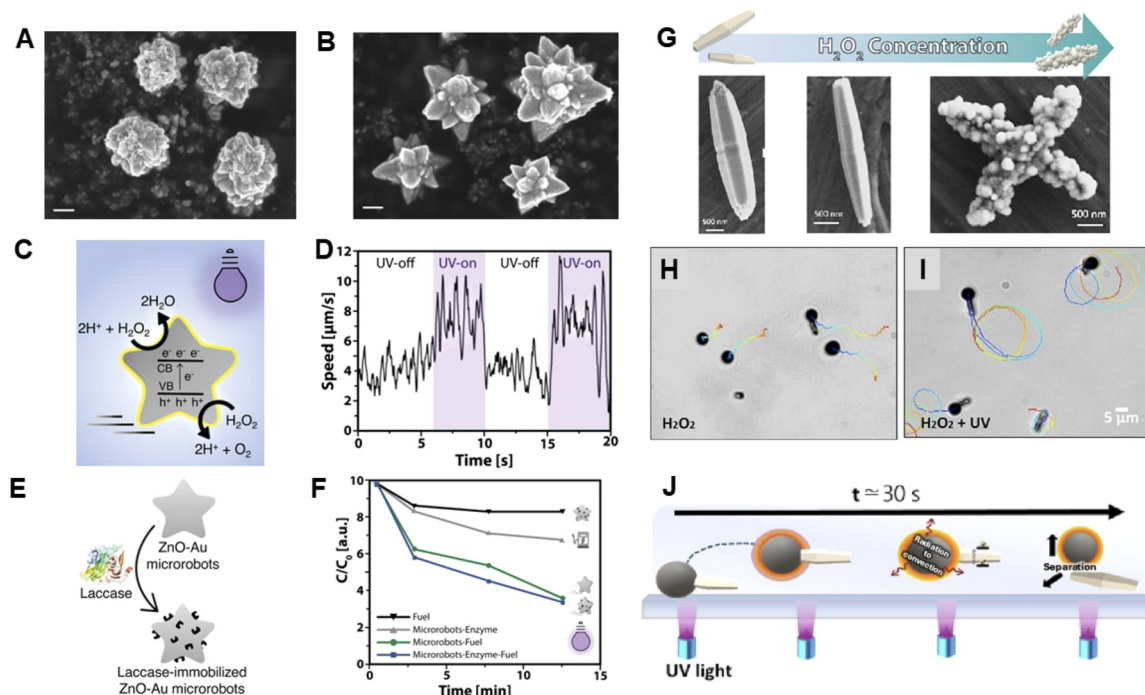 A
B
C
2H₂O
2H⁺ + H₂O₂
e⁻ e⁻ e⁻
CB
e⁻
VB
h⁺ h⁺ h⁺
H₂O₂
2H⁺ + O₂
D
Speed [µm/s]
12
10
8
6
4
2
0
UV-off
UV-on
UV-off
UV-on
0
5
10
15
20
Time [s]
E
ZnO-Au
microrobots
Laccase
Laccase-immobilized
ZnO-Au microrobots
F
C/C₀ [a.u.]
10
8
6
4
2
0
Fuel
Microrobots-Enzyme
Microrobots-Fuel
Microrobots-Enzyme-Fuel
0
5
10
15
Time [min]
G
H₂O₂ Concentration
500 nm
500 nm
500 nm
H
H₂O₂
I
H₂O₂ + UV
5 µm
J
t ≃ 30 s
Radiation
to
convection
Separation
UV light